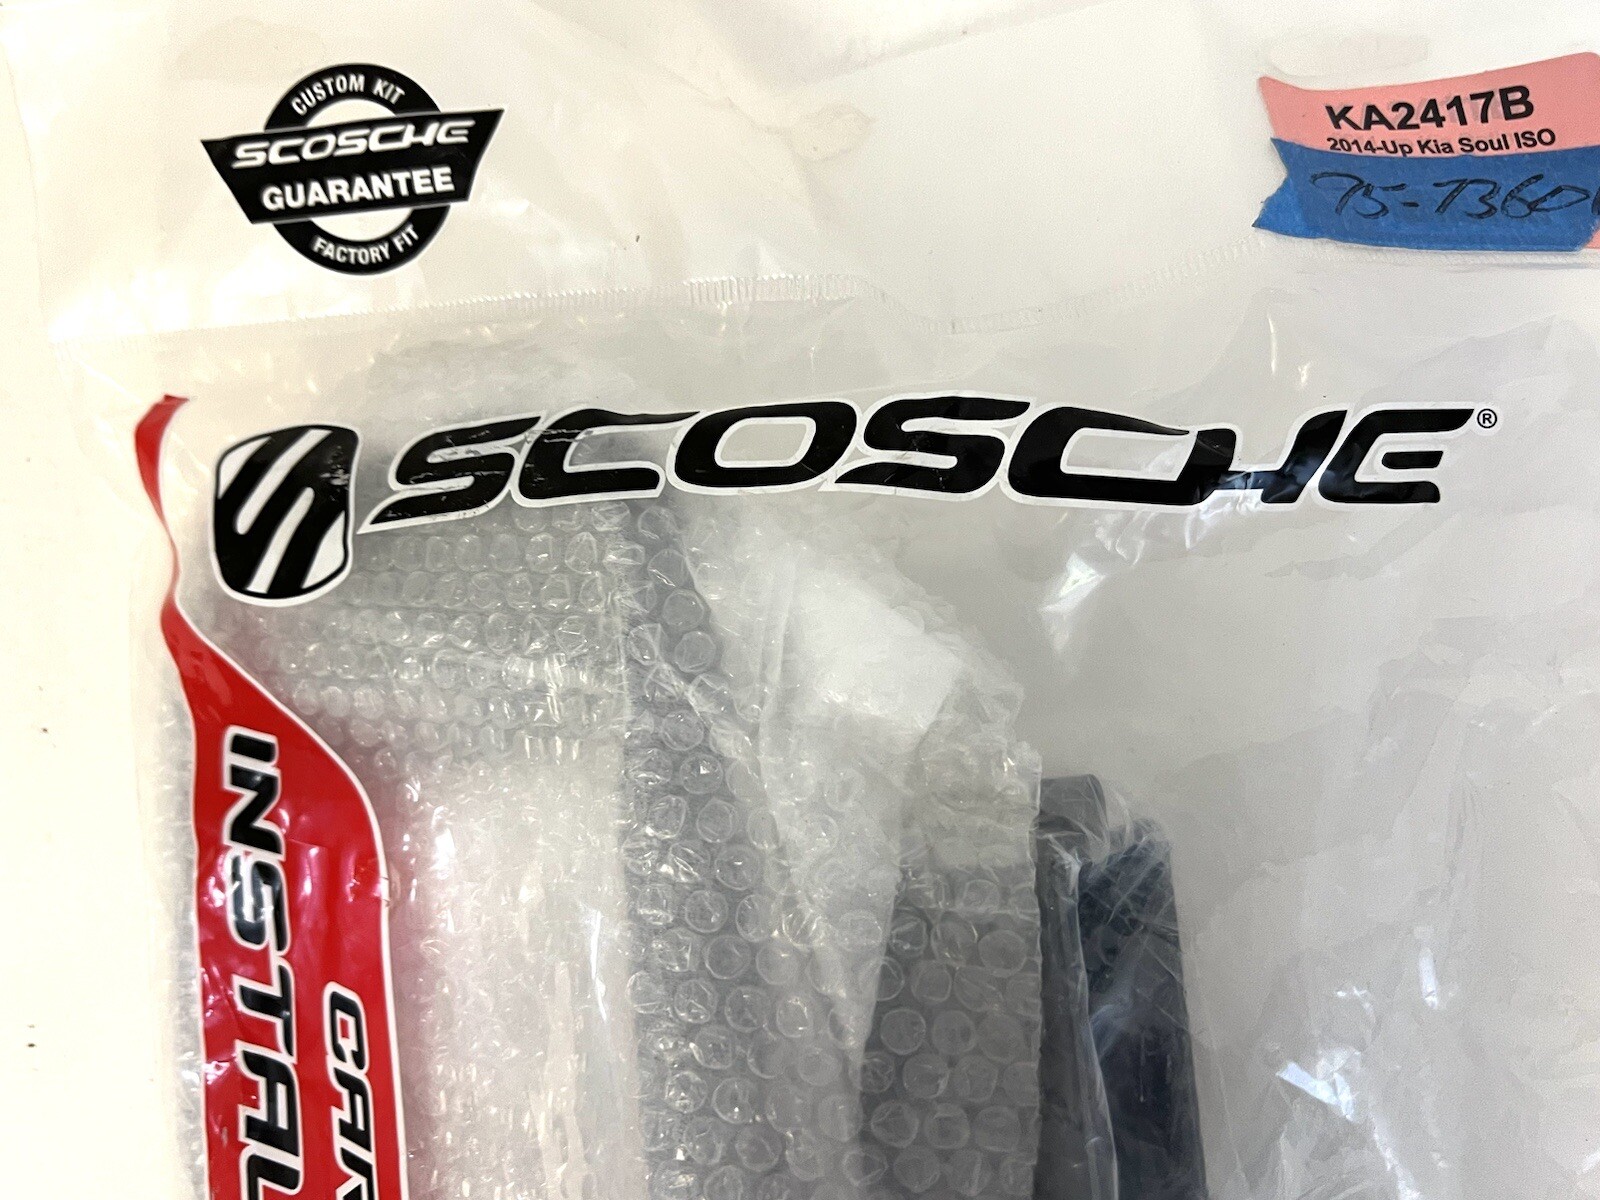 CUSTOM KIT
SCOSCHE
GUARANTEE
FACTORY FIT
KA2417B
2014-Up Kia Soul ISO
SCOSCHE®